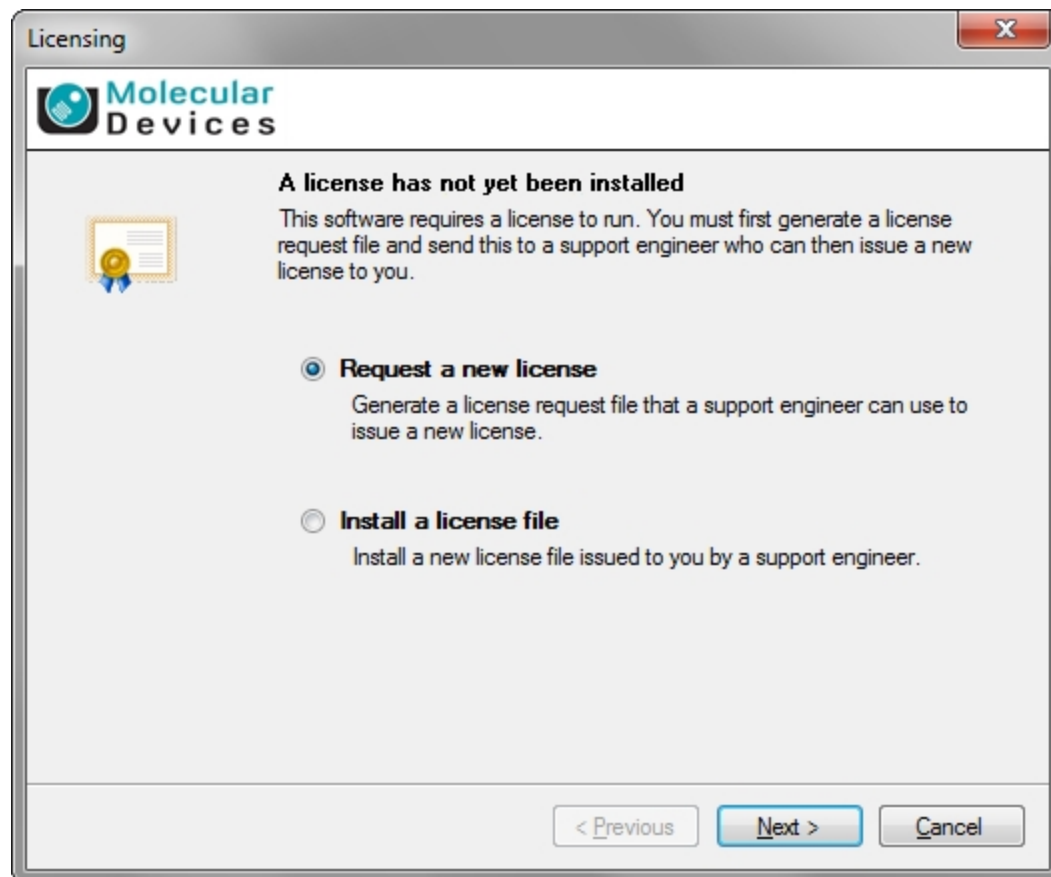 Licensing
Molecular
Devices
A license has not yet been installed
This software requires a license to run. You must first generate a license
request file and send this to a support engineer who can then issue a new
license to you.
Request a new license
Generate a license request file that a support engineer can use to
issue a new license.
Install a license file
Install a new license file issued to you by a support engineer.
< Previous
Next >
Cancel